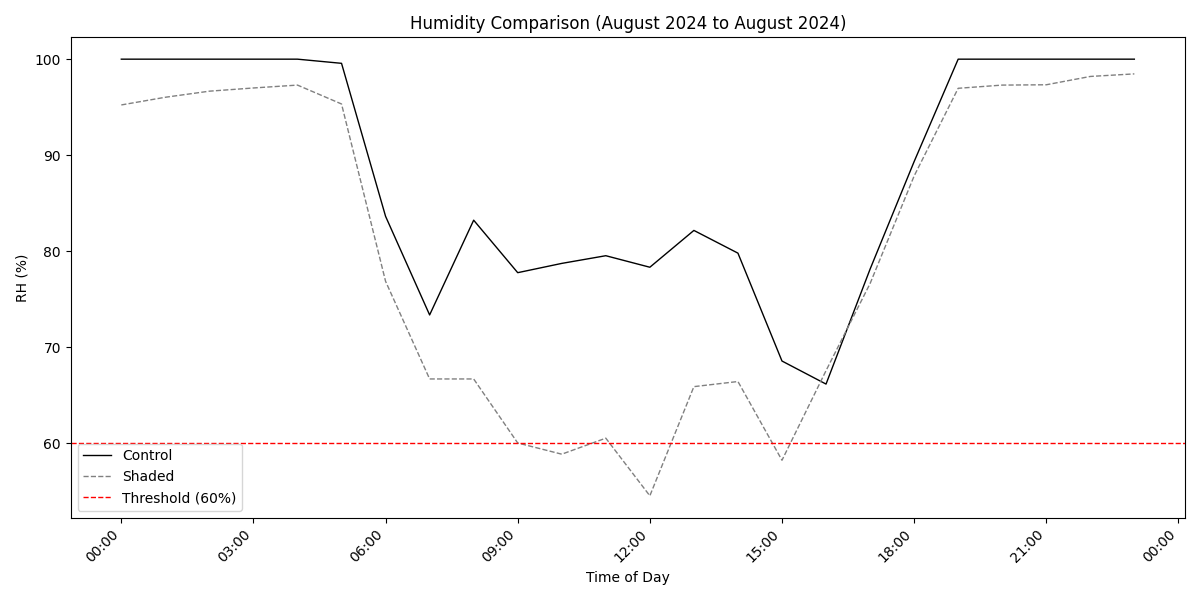 Humidity Comparison (August 2024 to August 2024)
RH (%)
100
90
80
70
60
Control
Shaded
Threshold (60%)
00:00
03:00
06:00
09:00
12:00
15:00
18:00
21:00
00:00
Time of Day